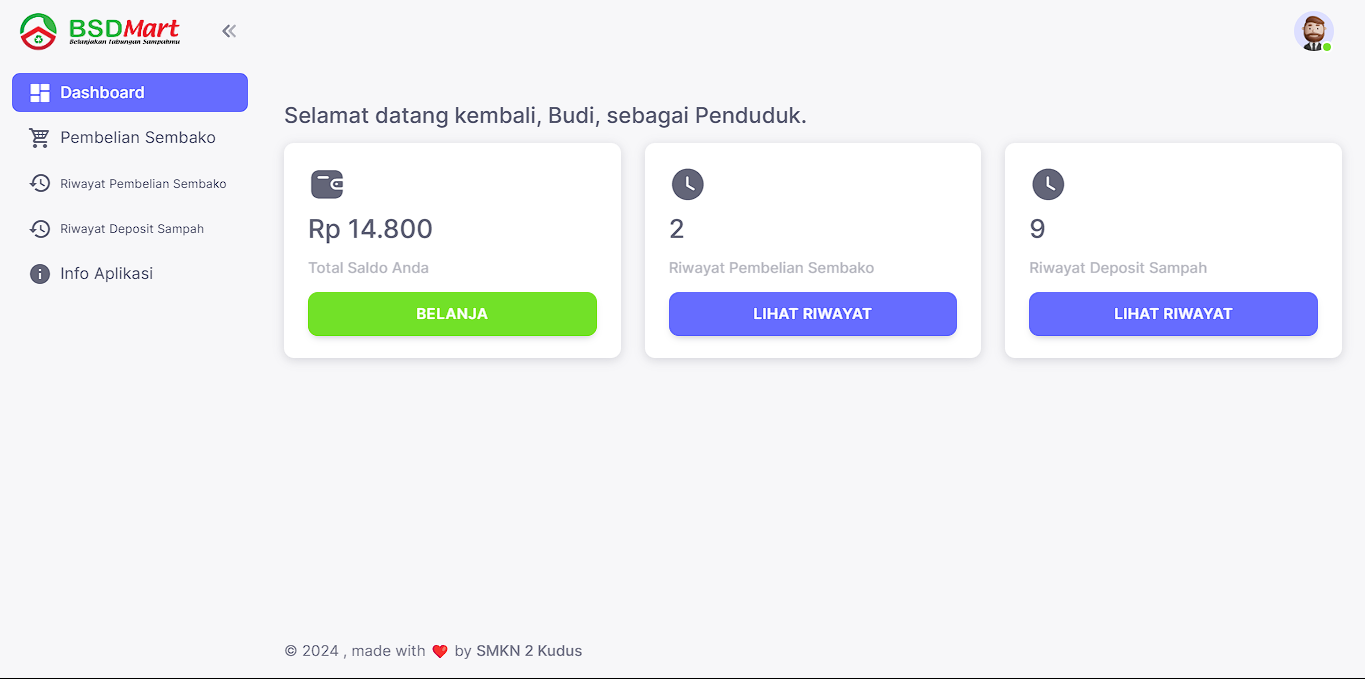 BSDMart
Belanjakan Tabungan Sampahmu
Dashboard
Pembelian Sembako
Riwayat Pembelian Sembako
Riwayat Deposit Sampah
Info Aplikasi
Selamat datang kembali, Budi, sebagai Penduduk.
Rp 14.800
Total Saldo Anda
BELANJA
2
Riwayat Pembelian Sembako
LIHAT RIWAYAT
9
Riwayat Deposit Sampah
LIHAT RIWAYAT
© 2024 , made with ❤️ by SMKN 2 Kudus